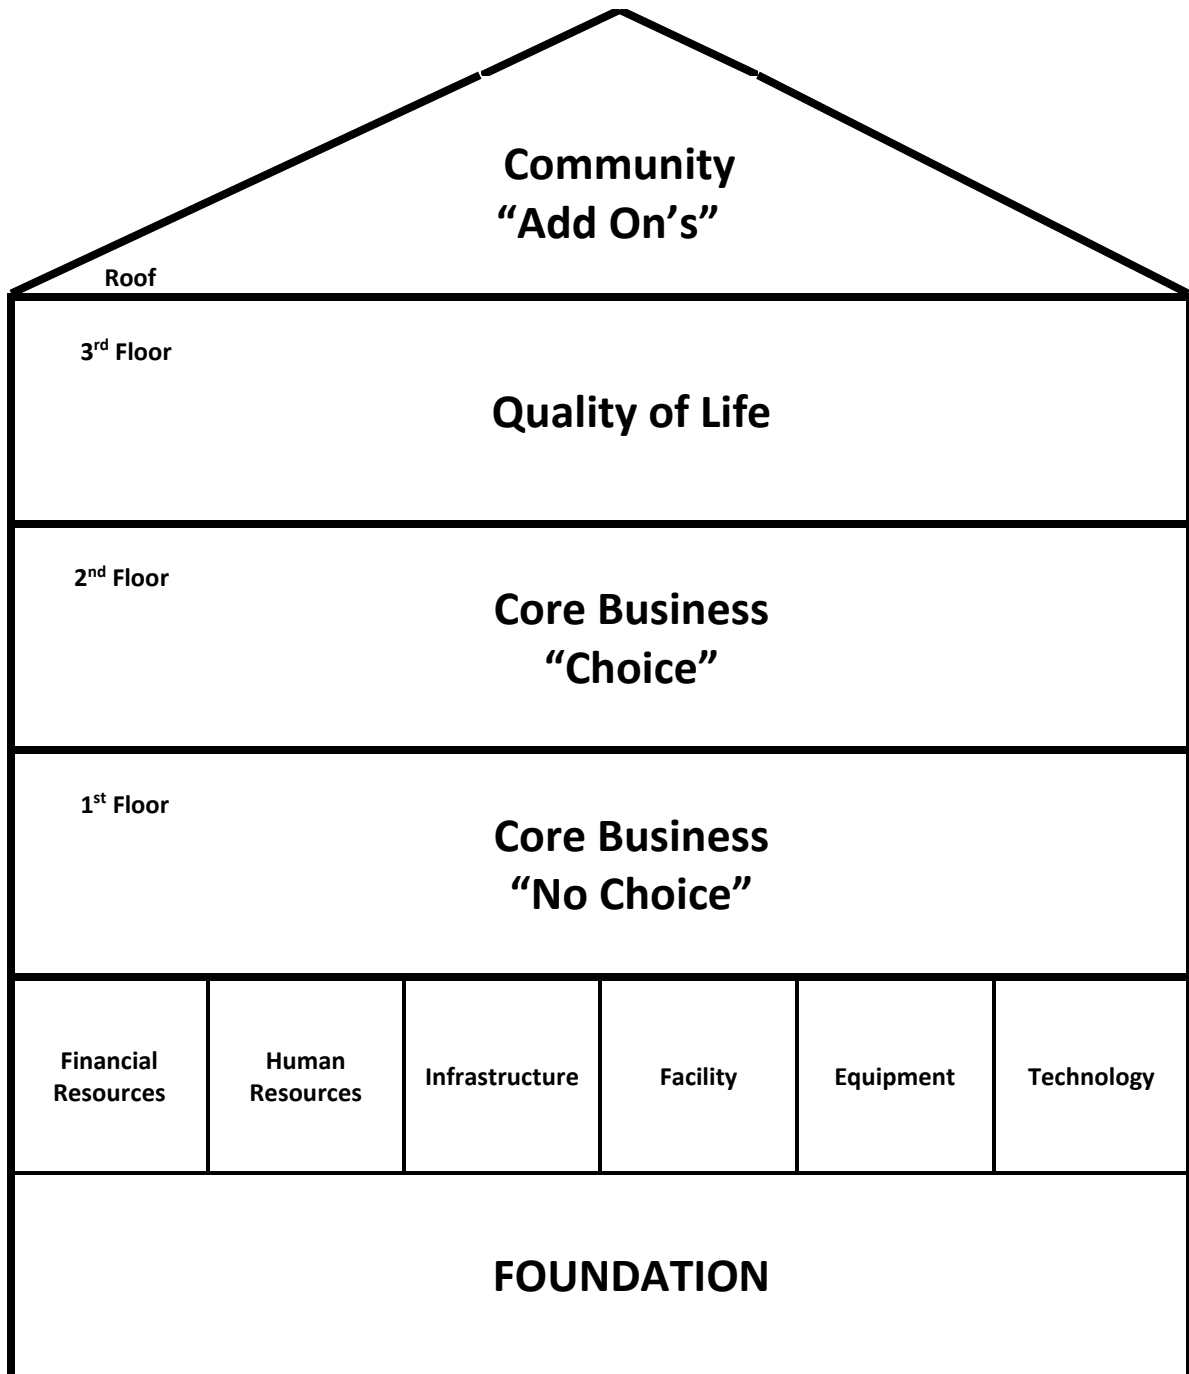 Community
“Add On’s”
Roof
3rd Floor
Quality of Life
2nd Floor
Core Business
“Choice”
1st Floor
Core Business
“No Choice”
Financial
Resources
Human
Resources
Infrastructure
Facility
Equipment
Technology
FOUNDATION